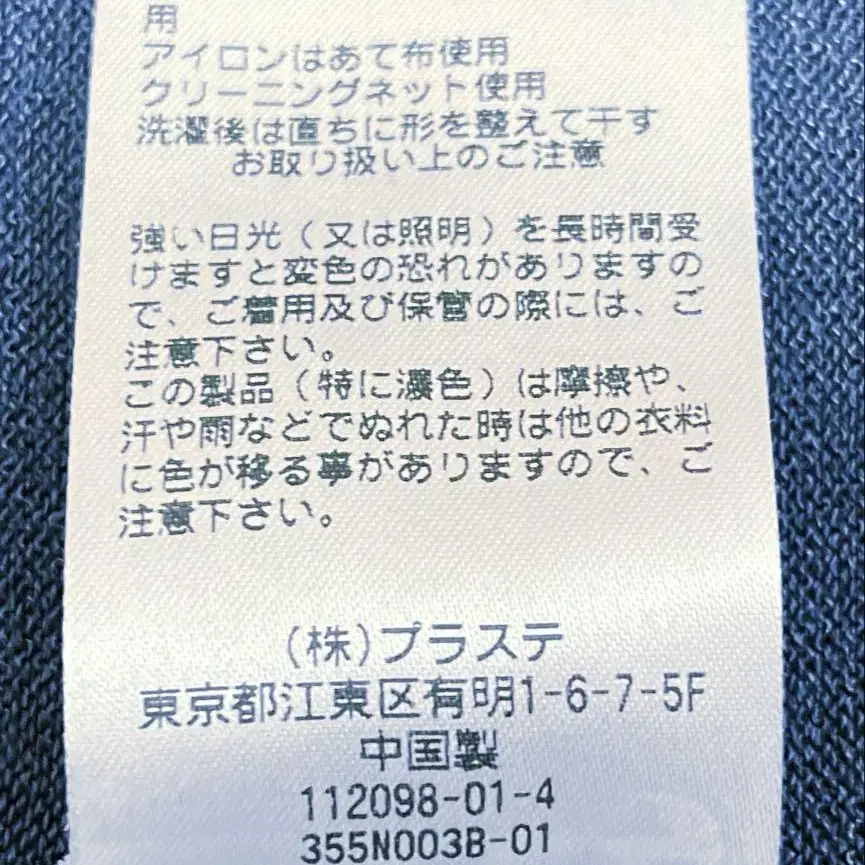 用
アイロンはあて布使用
クリーニングネット使用
洗濯後は直ちに形を整えて干す
お取り扱い上のご注意
強い日光（又は照明）を長時間受
けますと変色の恐れがありますの
で、ご着用及び保管の際には、ご
注意下さい。
この製品（特に濃色）は摩擦や、
汗や雨などでぬれた時は他の衣料
に色が移る事がありますので、ご
注意下さい。
(株)プラステ
東京都江東区有明1-6-7-5F
中国製
112098-01-4
355N003B-01